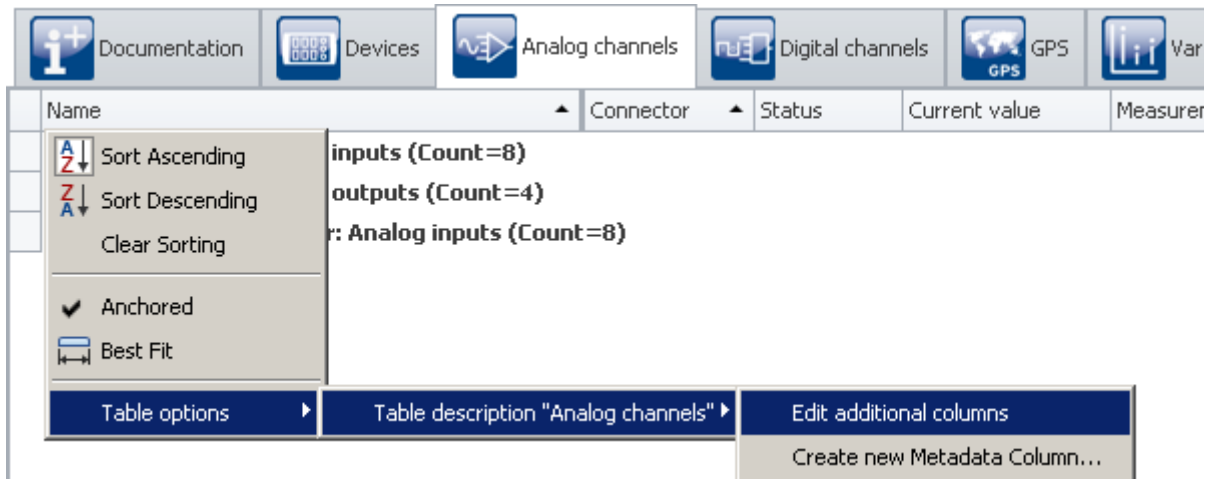 Documentation
Devices
Analog channels
Digital channels
GPS
GPS
Var
Name
Connector
Status
Current value
Measurer
Sort Ascending
inputs (Count=8)
Sort Descending
outputs (Count=4)
Clear Sorting
r: Analog inputs (Count=8)
Anchored
Best Fit
Table options
Table description "Analog channels"
Edit additional columns
Create new Metadata Column...